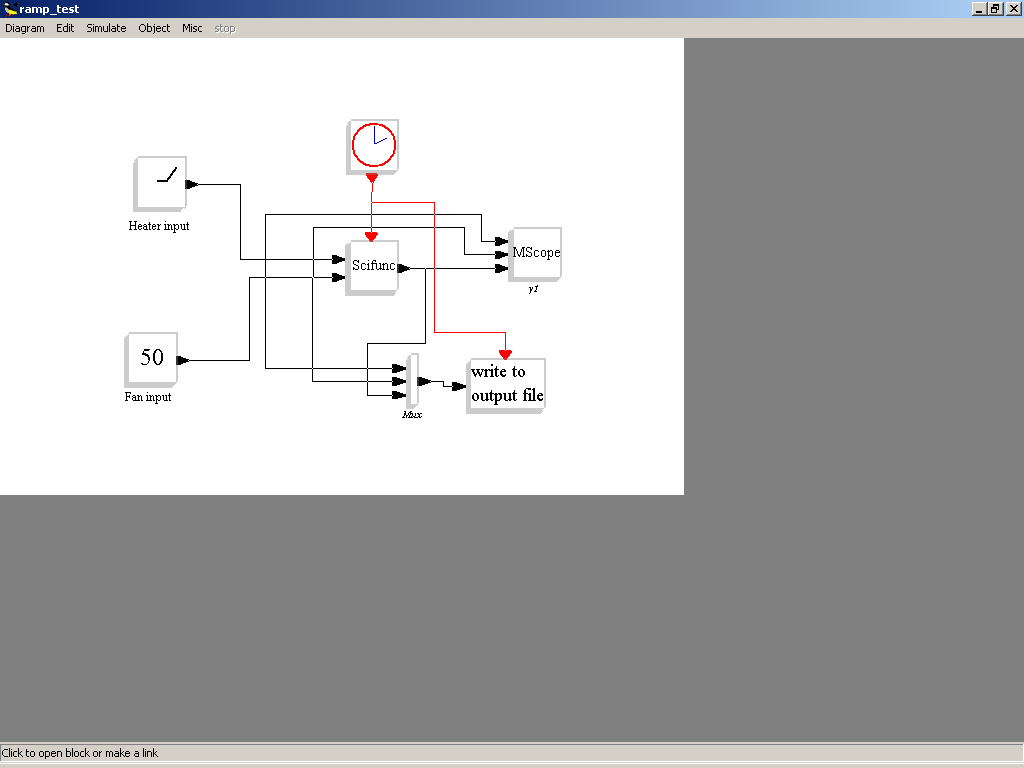 ramp_test
Diagram Edit Simulate Object Misc stop
Heater input
Scifunc
MScope
y1
50
Fan input
write to
output file
Mux
Click to open block or make a link